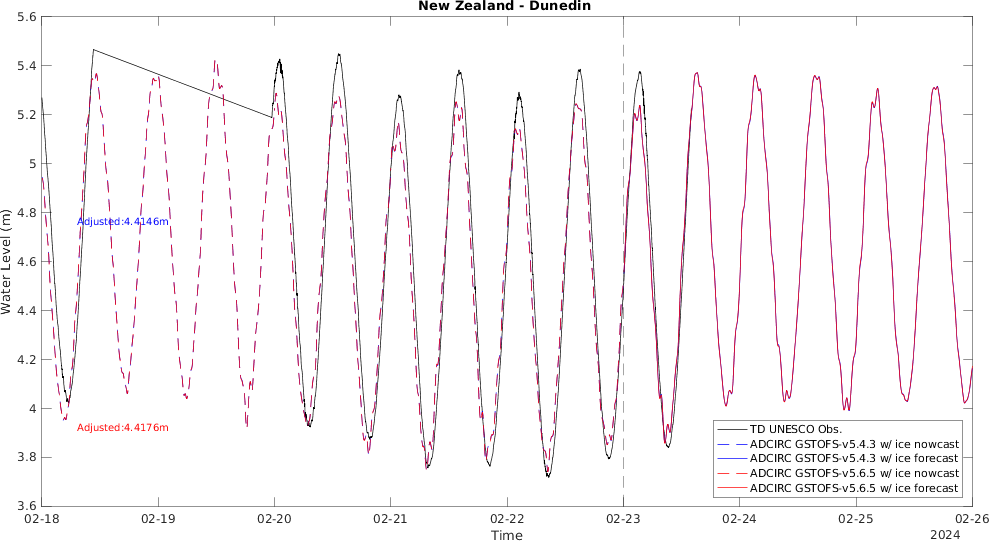 New Zealand - Dunedin
5.6
5.4
5.2
5
4.8
4.6
4.4
4.2
4
3.8
3.6
Water Level (m)
Adjusted:4.4146m
Adjusted:4.4176m
TD UNESCO Obs.
ADCIRC GSTOFS-v5.4.3 w/ ice nowcast
ADCIRC GSTOFS-v5.4.3 w/ ice forecast
ADCIRC GSTOFS-v5.6.5 w/ ice nowcast
ADCIRC GSTOFS-v5.6.5 w/ ice forecast
02-18 02-19 02-20 02-21 02-22 02-23 02-24 02-25 02-26
Time
2024